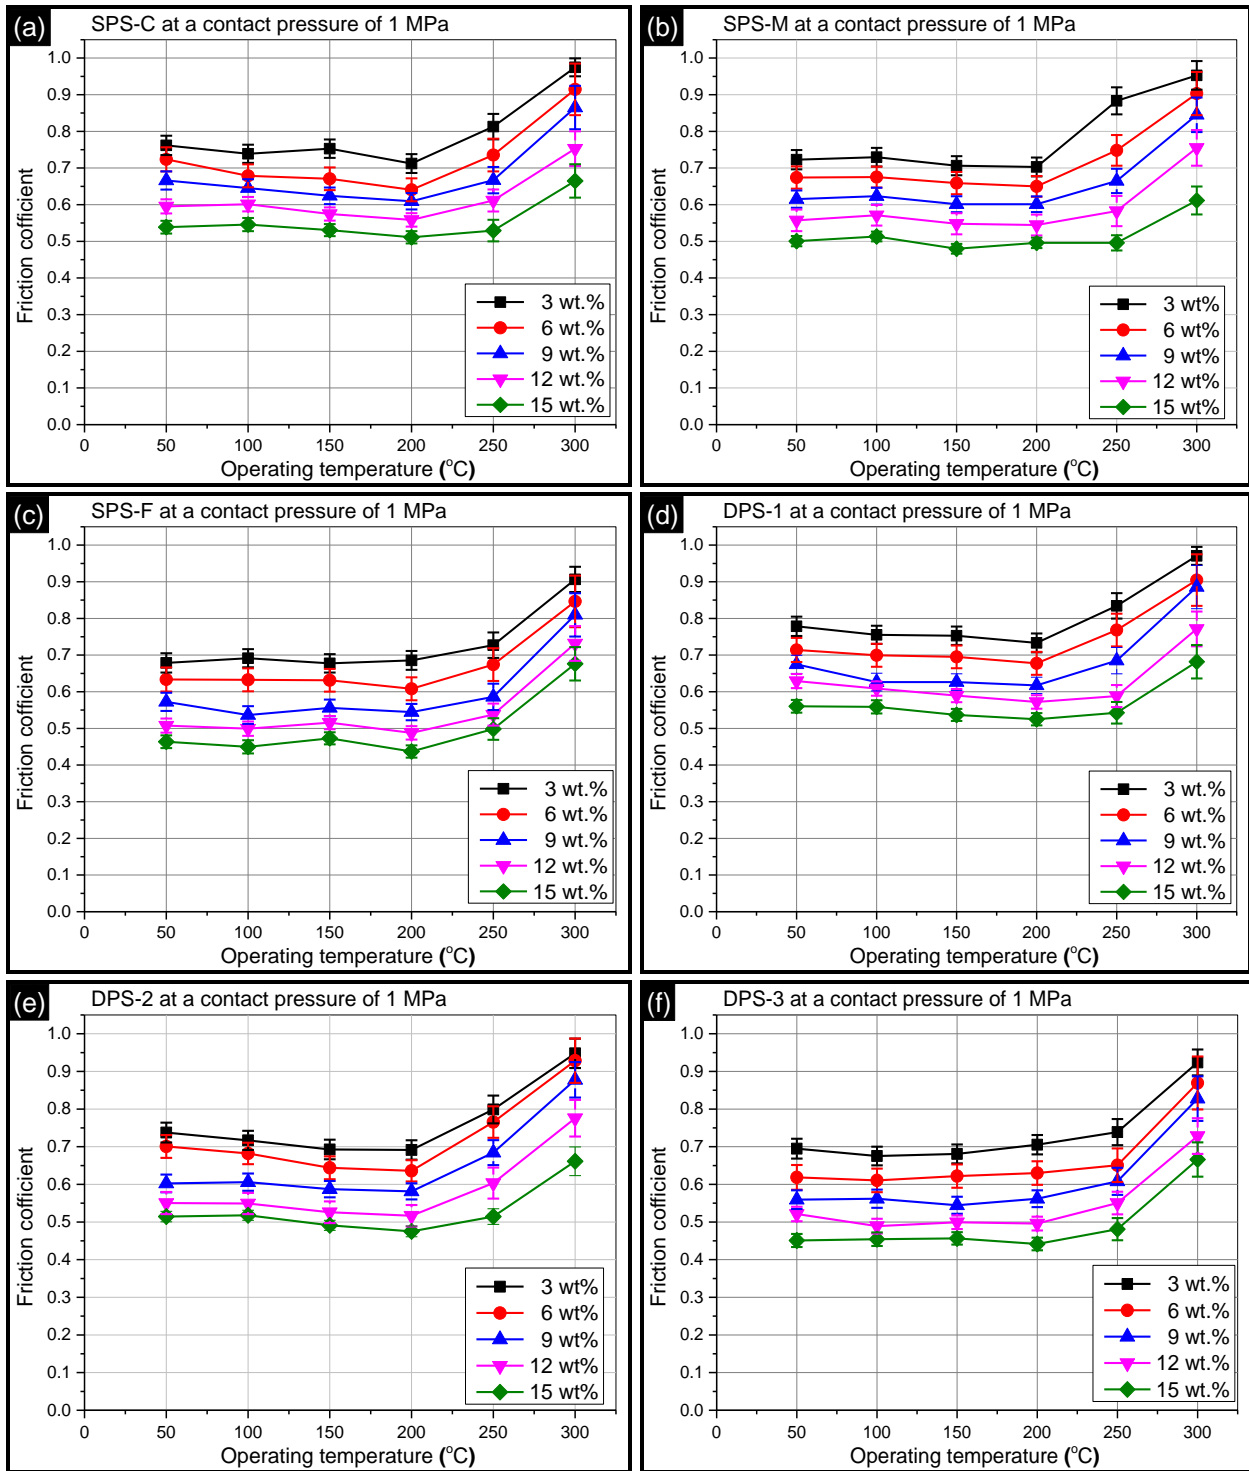 (a) SPS-C at a contact pressure of 1 MPa
1.0
0.9
0.8
0.7
0.6
0.5
0.4
0.3
0.2
0.1
0.0
Friction cofficient
3 wt.%
6 wt.%
9 wt.%
12 wt.%
15 wt.%
0 50 100 150 200 250 300
Operating temperature (°C)
(b) SPS-M at a contact pressure of 1 MPa
1.0
0.9
0.8
0.7
0.6
0.5
0.4
0.3
0.2
0.1
0.0
Friction cofficient
3 wt%
6 wt%
9 wt%
12 wt%
15 wt%
0 50 100 150 200 250 300
Operating temperature (°C)
(c) SPS-F at a contact pressure of 1 MPa
1.0
0.9
0.8
0.7
0.6
0.5
0.4
0.3
0.2
0.1
0.0
Friction cofficient
3 wt.%
6 wt.%
9 wt.%
12 wt.%
15 wt.%
0 50 100 150 200 250 300
Operating temperature (°C)
(d) DPS-1 at a contact pressure of 1 MPa
1.0
0.9
0.8
0.7
0.6
0.5
0.4
0.3
0.2
0.1
0.0
Friction cofficient
3 wt.%
6 wt.%
9 wt.%
12 wt.%
15 wt.%
0 50 100 150 200 250 300
Operating temperature (°C)
(e) DPS-2 at a contact pressure of 1 MPa
1.0
0.9
0.8
0.7
0.6
0.5
0.4
0.3
0.2
0.1
0.0
Friction cofficient
3 wt%
6 wt%
9 wt%
12 wt%
15 wt%
0 50 100 150 200 250 300
Operating temperature (°C)
(f) DPS-3 at a contact pressure of 1 MPa
1.0
0.9
0.8
0.7
0.6
0.5
0.4
0.3
0.2
0.1
0.0
Friction cofficient
3 wt.%
6 wt.%
9 wt.%
12 wt.%
15 wt.%
0 50 100 150 200 250 300
Operating temperature (°C)